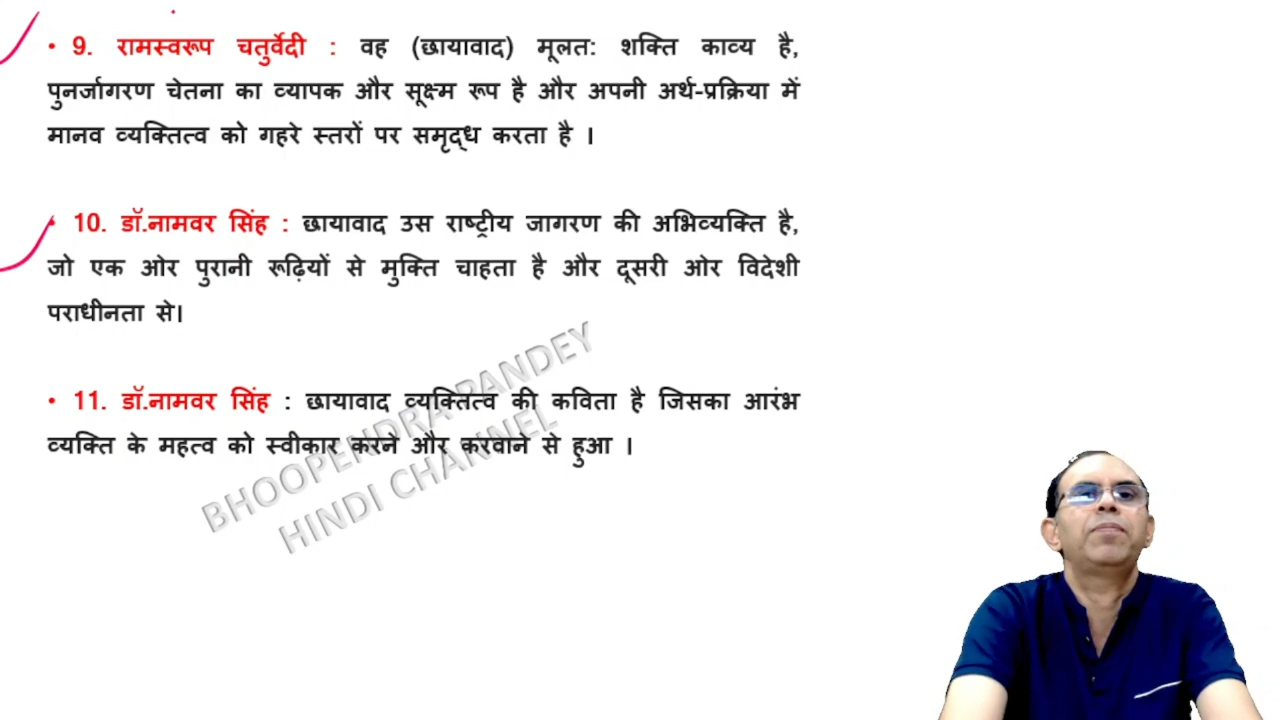 • 9. रामस्वरूप चतुर्वेदी : वह (छायावाद) मूलत: शक्ति काव्य है,
पुनर्जागरण चेतना का व्यापक और सूक्ष्म रूप है और अपनी अर्थ-प्रक्रिया में
मानव व्यक्तित्व को गहरे स्तरों पर समृद्ध करता है ।
• 10. डॉ.नामवर सिंह : छायावाद उस राष्ट्रीय जागरण की अभिव्यक्ति है,
जो एक ओर पुरानी रूढ़ियों से मुक्ति चाहता है और दूसरी ओर विदेशी
पराधीनता से।
• 11. डॉ.नामवर सिंह : छायावाद व्यक्तित्व की कविता है जिसका आरंभ
व्यक्ति के महत्व को स्वीकार करने और करवाने से हुआ ।
BHOOPENDRA PANDEY
HINDI CHANNEL